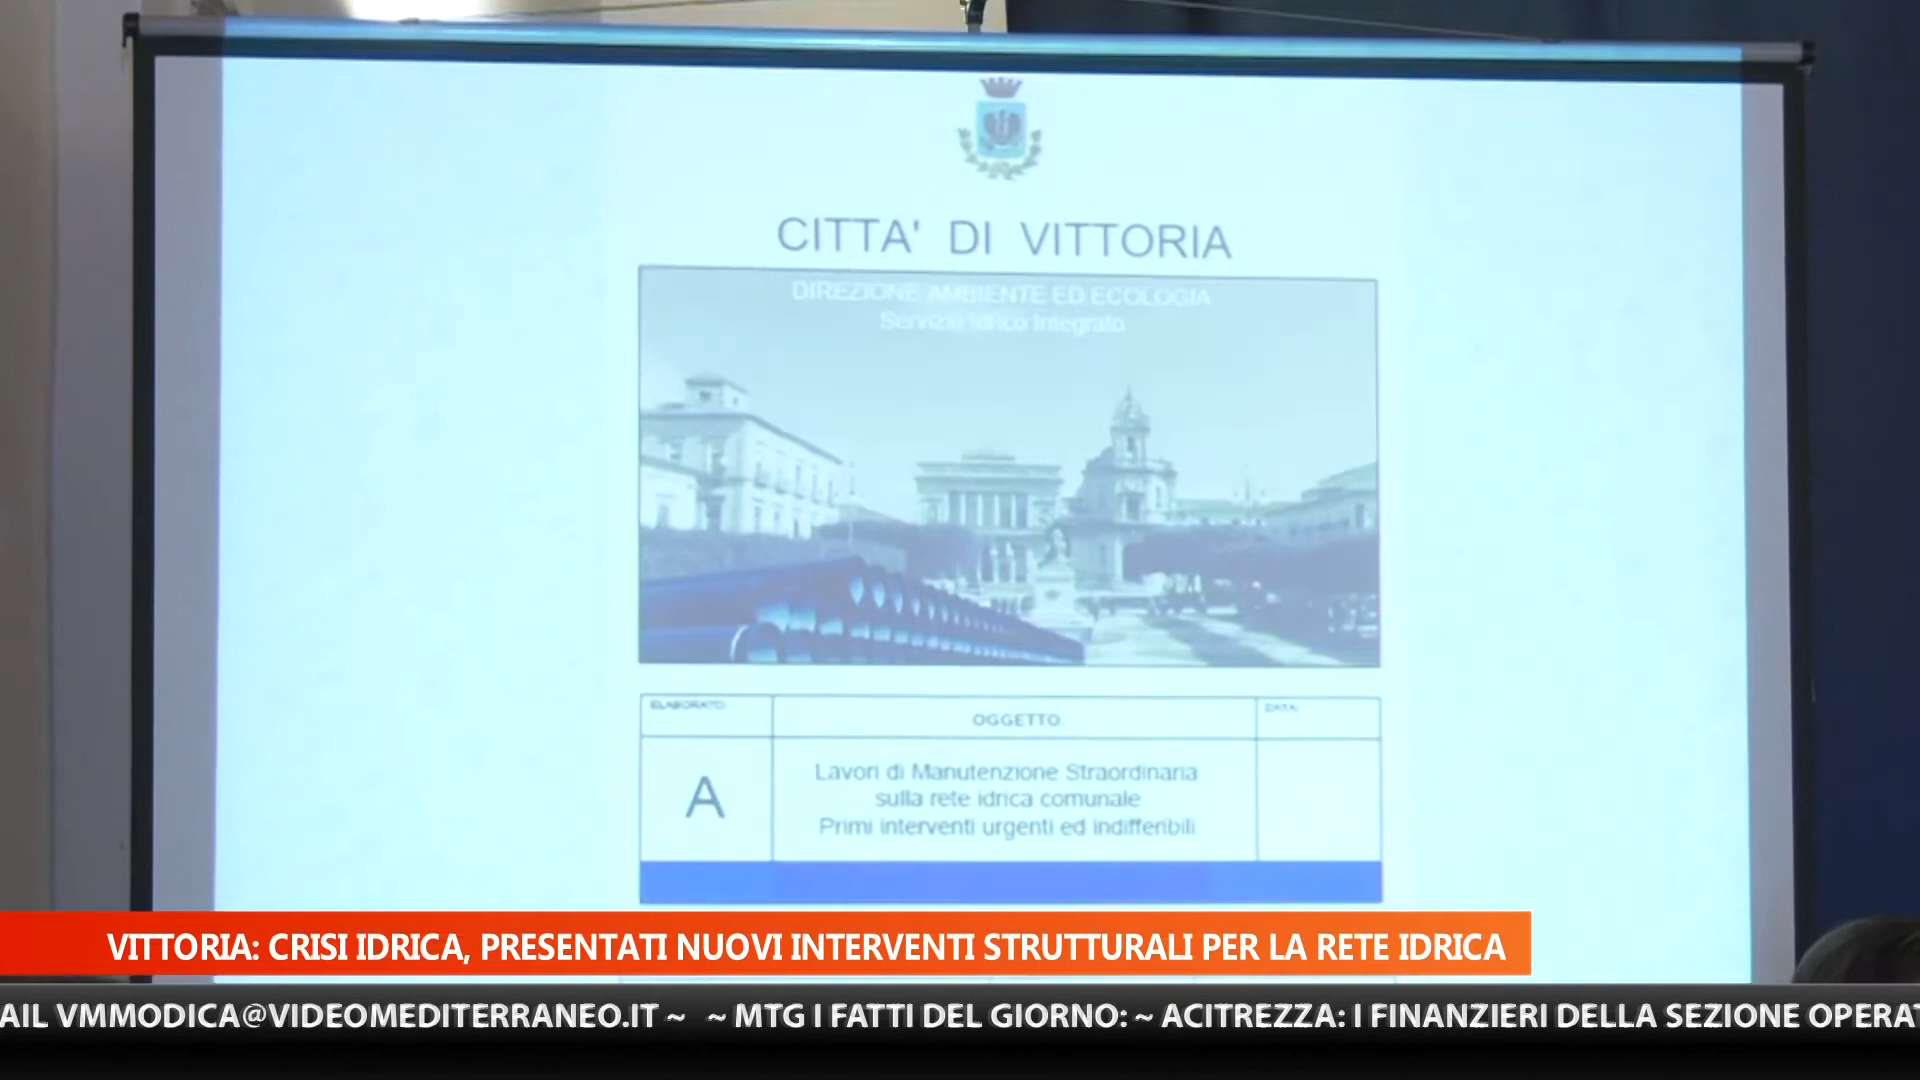 CITTA' DI VITTORIA
DIREZIONE AMBIENTE ED ECOLOGIA
Servizio Idrico Integrato
ELABORATO:
OGGETTO
DATA:
A
Lavori di Manutenzione Straordinaria
sulla rete idrica comunale
Primi interventi urgenti ed indifferibili
VITTORIA: CRISI IDRICA, PRESENTATI NUOVI INTERVENTI STRUTTURALI PER LA RETE IDRICA
AIL VMMODICA@VIDEOMEDITERRANEO.IT ~ ~ MTG I FATTI DEL GIORNO: ~ ACITREZZA: I FINANZIERI DELLA SEZIONE OPERAT